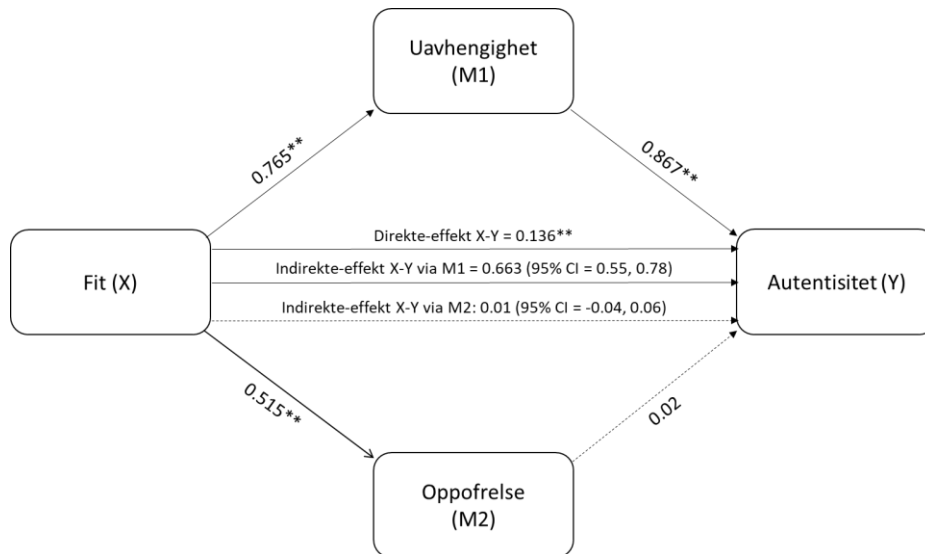 Uavhengighet
(M1)
0.765**
0.867**
Direkte-effekt X-Y = 0.136**
Fit (X)
Indirekte-effekt X-Y via M1 = 0.663 (95% CI = 0.55, 0.78)
Autentisitet (Y)
Indirekte-effekt X-Y via M2: 0.01 (95% CI = -0.04, 0.06)
0.515**
0.02
Oppofrelse
(M2)